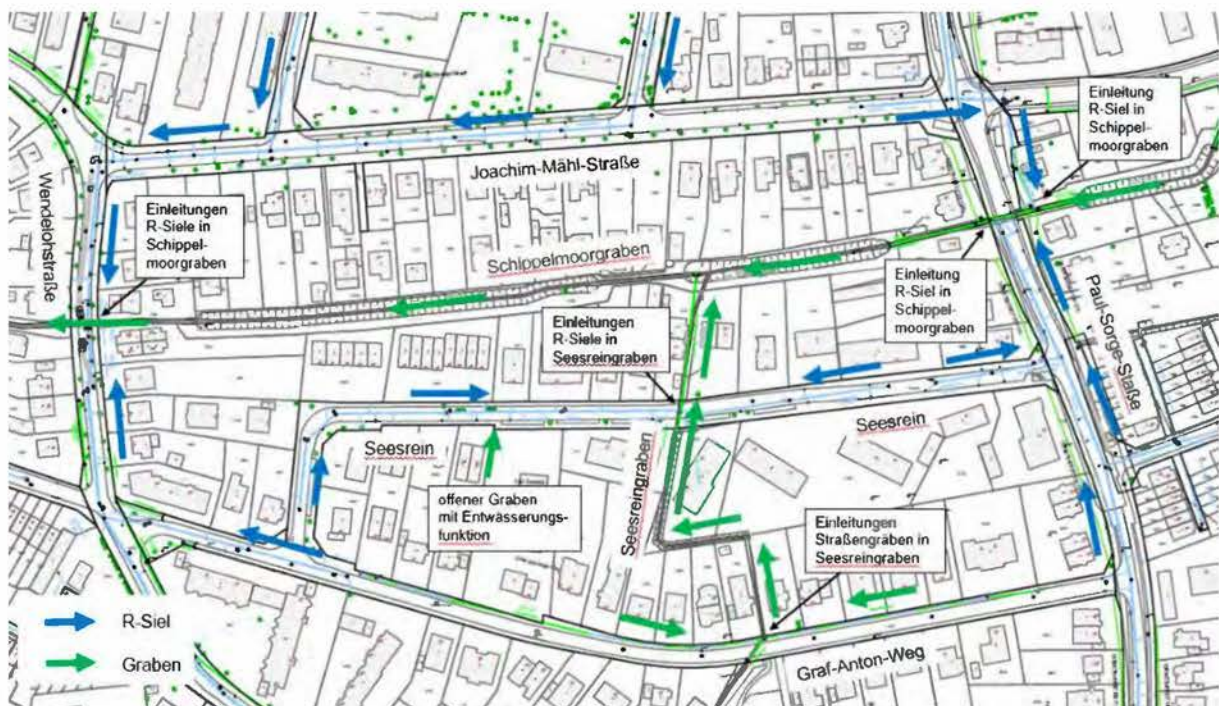 Einleitung
R-Siel in
Schippel-
moorgraben
Joachim-Mähl-Straße
Wendelohstraße
Einleitungen
R-Siele in
Schippel-
moorgraben
Schippelmoorgraben
Einleitung
R-Siel in
Schippel-
moorgraben
Paul-Sorge-Staße
Einleitungen
R-Siele in
Seesreingraben
Seesrein
Seesrein
Seesreingraben
offener Graben
mit Entwässerungs-
funktion
Einleitungen
Straßengräben in
Seesreingraben
R-Siel
Graben
Graf-Anton-Weg